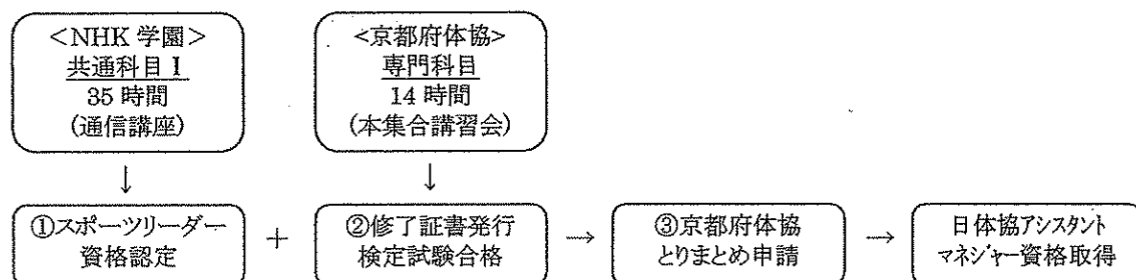 <NHK 学園>
共通科目 I
35 時間
(通信講座)
<京都府体協>
専門科目
14 時間
(本集合講習会)
↓
↓
①スポーツリーダー
資格認定
+
②修了証書発行
検定試験合格
→
③京都府体協
とりまとめ申請
→
日体協アシスタント
マネジャー資格取得